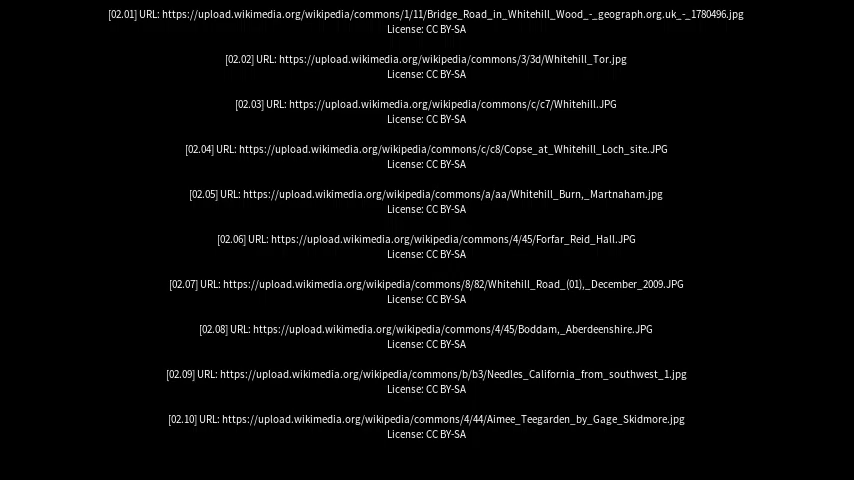 [02.01] URL: https://upload.wikimedia.org/wikipedia/commons/1/11/Bridge_Road_in_Whitehill_Wood_-_geograph.org.uk_-_1780496.jpg
License: CC BY-SA
[02.02] URL: https://upload.wikimedia.org/wikipedia/commons/3/3d/Whitehill_Tor.jpg
License: CC BY-SA
[02.03] URL: https://upload.wikimedia.org/wikipedia/commons/c/c7/Whitehill.JPG
License: CC BY-SA
[02.04] URL: https://upload.wikimedia.org/wikipedia/commons/c/c8/Copse_at_Whitehill_Loch_site.JPG
License: CC BY-SA
[02.05] URL: https://upload.wikimedia.org/wikipedia/commons/a/aa/Whitehill_Burn,_Martnaham.jpg
License: CC BY-SA
[02.06] URL: https://upload.wikimedia.org/wikipedia/commons/4/45/Forfar_Reid_Hall.JPG
License: CC BY-SA
[02.07] URL: https://upload.wikimedia.org/wikipedia/commons/8/82/Whitehill_Road_(01),_December_2009.JPG
License: CC BY-SA
[02.08] URL: https://upload.wikimedia.org/wikipedia/commons/4/45/Boddam,_Aberdeenshire.JPG
License: CC BY-SA
[02.09] URL: https://upload.wikimedia.org/wikipedia/commons/b/b3/Needles_California_from_southwest_1.jpg
License: CC BY-SA
[02.10] URL: https://upload.wikimedia.org/wikipedia/commons/4/44/Aimee_Teegarden_by_Gage_Skidmore.jpg
License: CC BY-SA